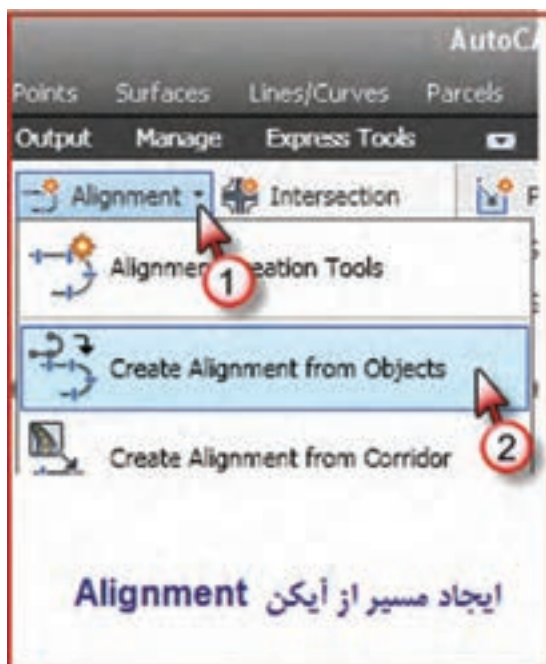 AutoCA
Points Surfaces Lines/Curves Parcels
Output Manage Express Tools
Alignment Intersection
Alignment Creation Tools
1
Create Alignment from Objects
2
Create Alignment from Corridor
ایجاد مسیر از آیکن Alignment